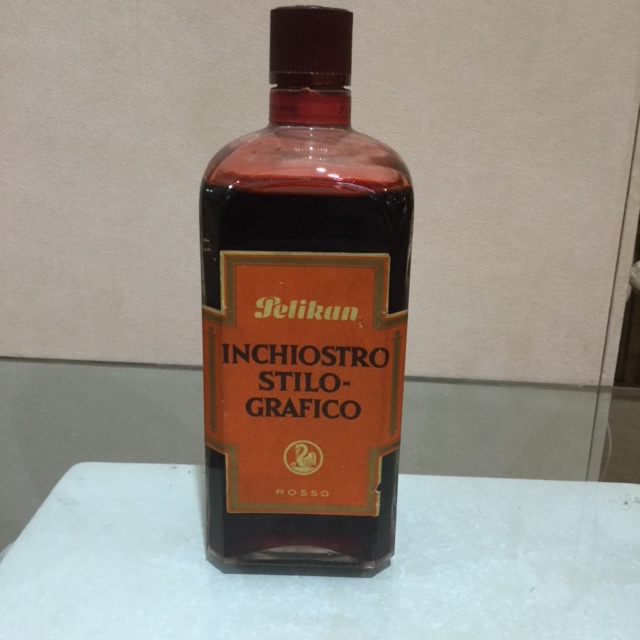 Pelikan
INCHIOSTRO
STILO-
GRAFICO
ROSSO